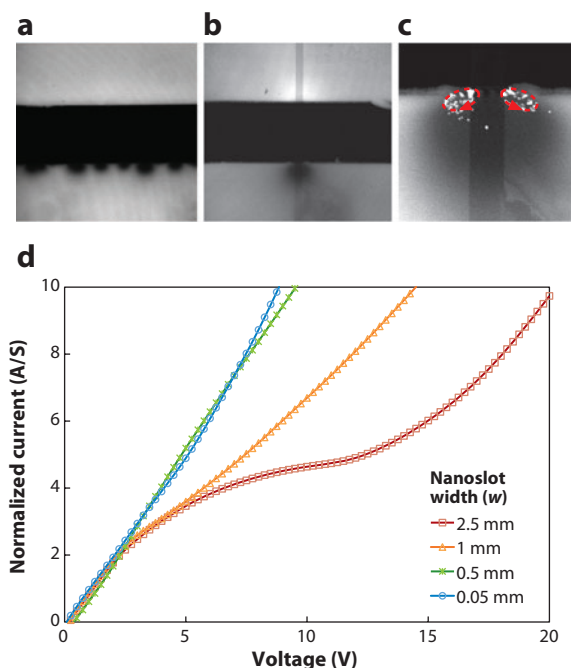 a
b
c
d
Normalized current (A/S)
10
8
6
4
2
0
0
5
10
15
20
Voltage (V)
Nanoslot
width (w)
2.5 mm
1 mm
0.5 mm
0.05 mm